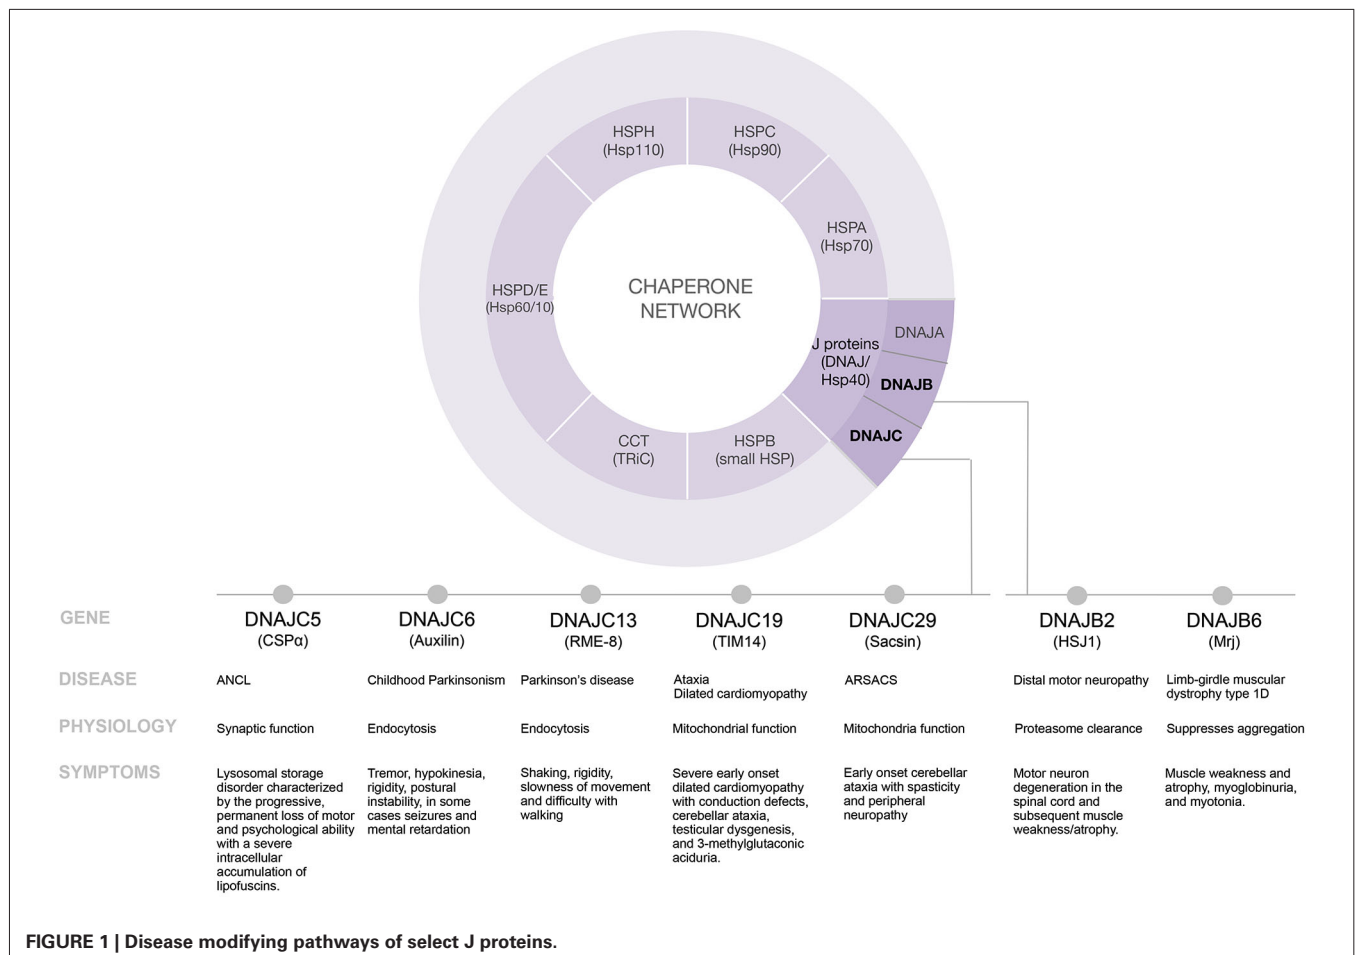 HSPH
(Hsp110)
HSPC
(Hsp90)
HSPA
(Hsp70)
HSPD/E
(Hsp60/10)
CHAPERONE
NETWORK
J proteins
(DNAJ/
Hsp40)
DNAJA
DNAJB
DNAJC
CCT
(TRiC)
HSPB
(small HSP)
GENE
DNAJC5
(CSPα)
DNAJC6
(Auxilin)
DNAJC13
(RME-8)
DNAJC19
(TIM14)
DNAJC29
(Sacsin)
DNAJB2
(HSJ1)
DNAJB6
(Mrj)
DISEASE
ANCL
Childhood Parkinsonism
Parkinson's disease
Ataxia
Dilated cardiomyopathy
ARSACS
Distal motor neuropathy
Limb-girdle muscular
dystrophy type 1D
PHYSIOLOGY
Synaptic function
Endocytosis
Endocytosis
Mitochondrial function
Mitochondria function
Proteasome clearance
Suppresses aggregation
SYMPTOMS
Lysosomal storage
disorder characterized
by the progressive,
permanent loss of motor
and psychological ability
with a severe
intracellular
accumulation of
lipofuscins.
Tremor, hypokinesia,
rigidity, postural
instability, in some
cases seizures and
mental retardation
Shaking, rigidity,
slowness of movement
and difficulty with
walking
Severe early onset
dilated cardiomyopathy
with conduction defects,
cerebellar ataxia,
testicular dysgenesis,
and 3-methylglutaconic
aciduria.
Early onset cerebellar
ataxia with spasticity
and peripheral
neuropathy
Motor neuron
degeneration in the
spinal cord and
subsequent muscle
weakness/atrophy.
Muscle weakness and
atrophy, myoglobinuria,
and myotonia.
FIGURE 1 | Disease modifying pathways of select J proteins.